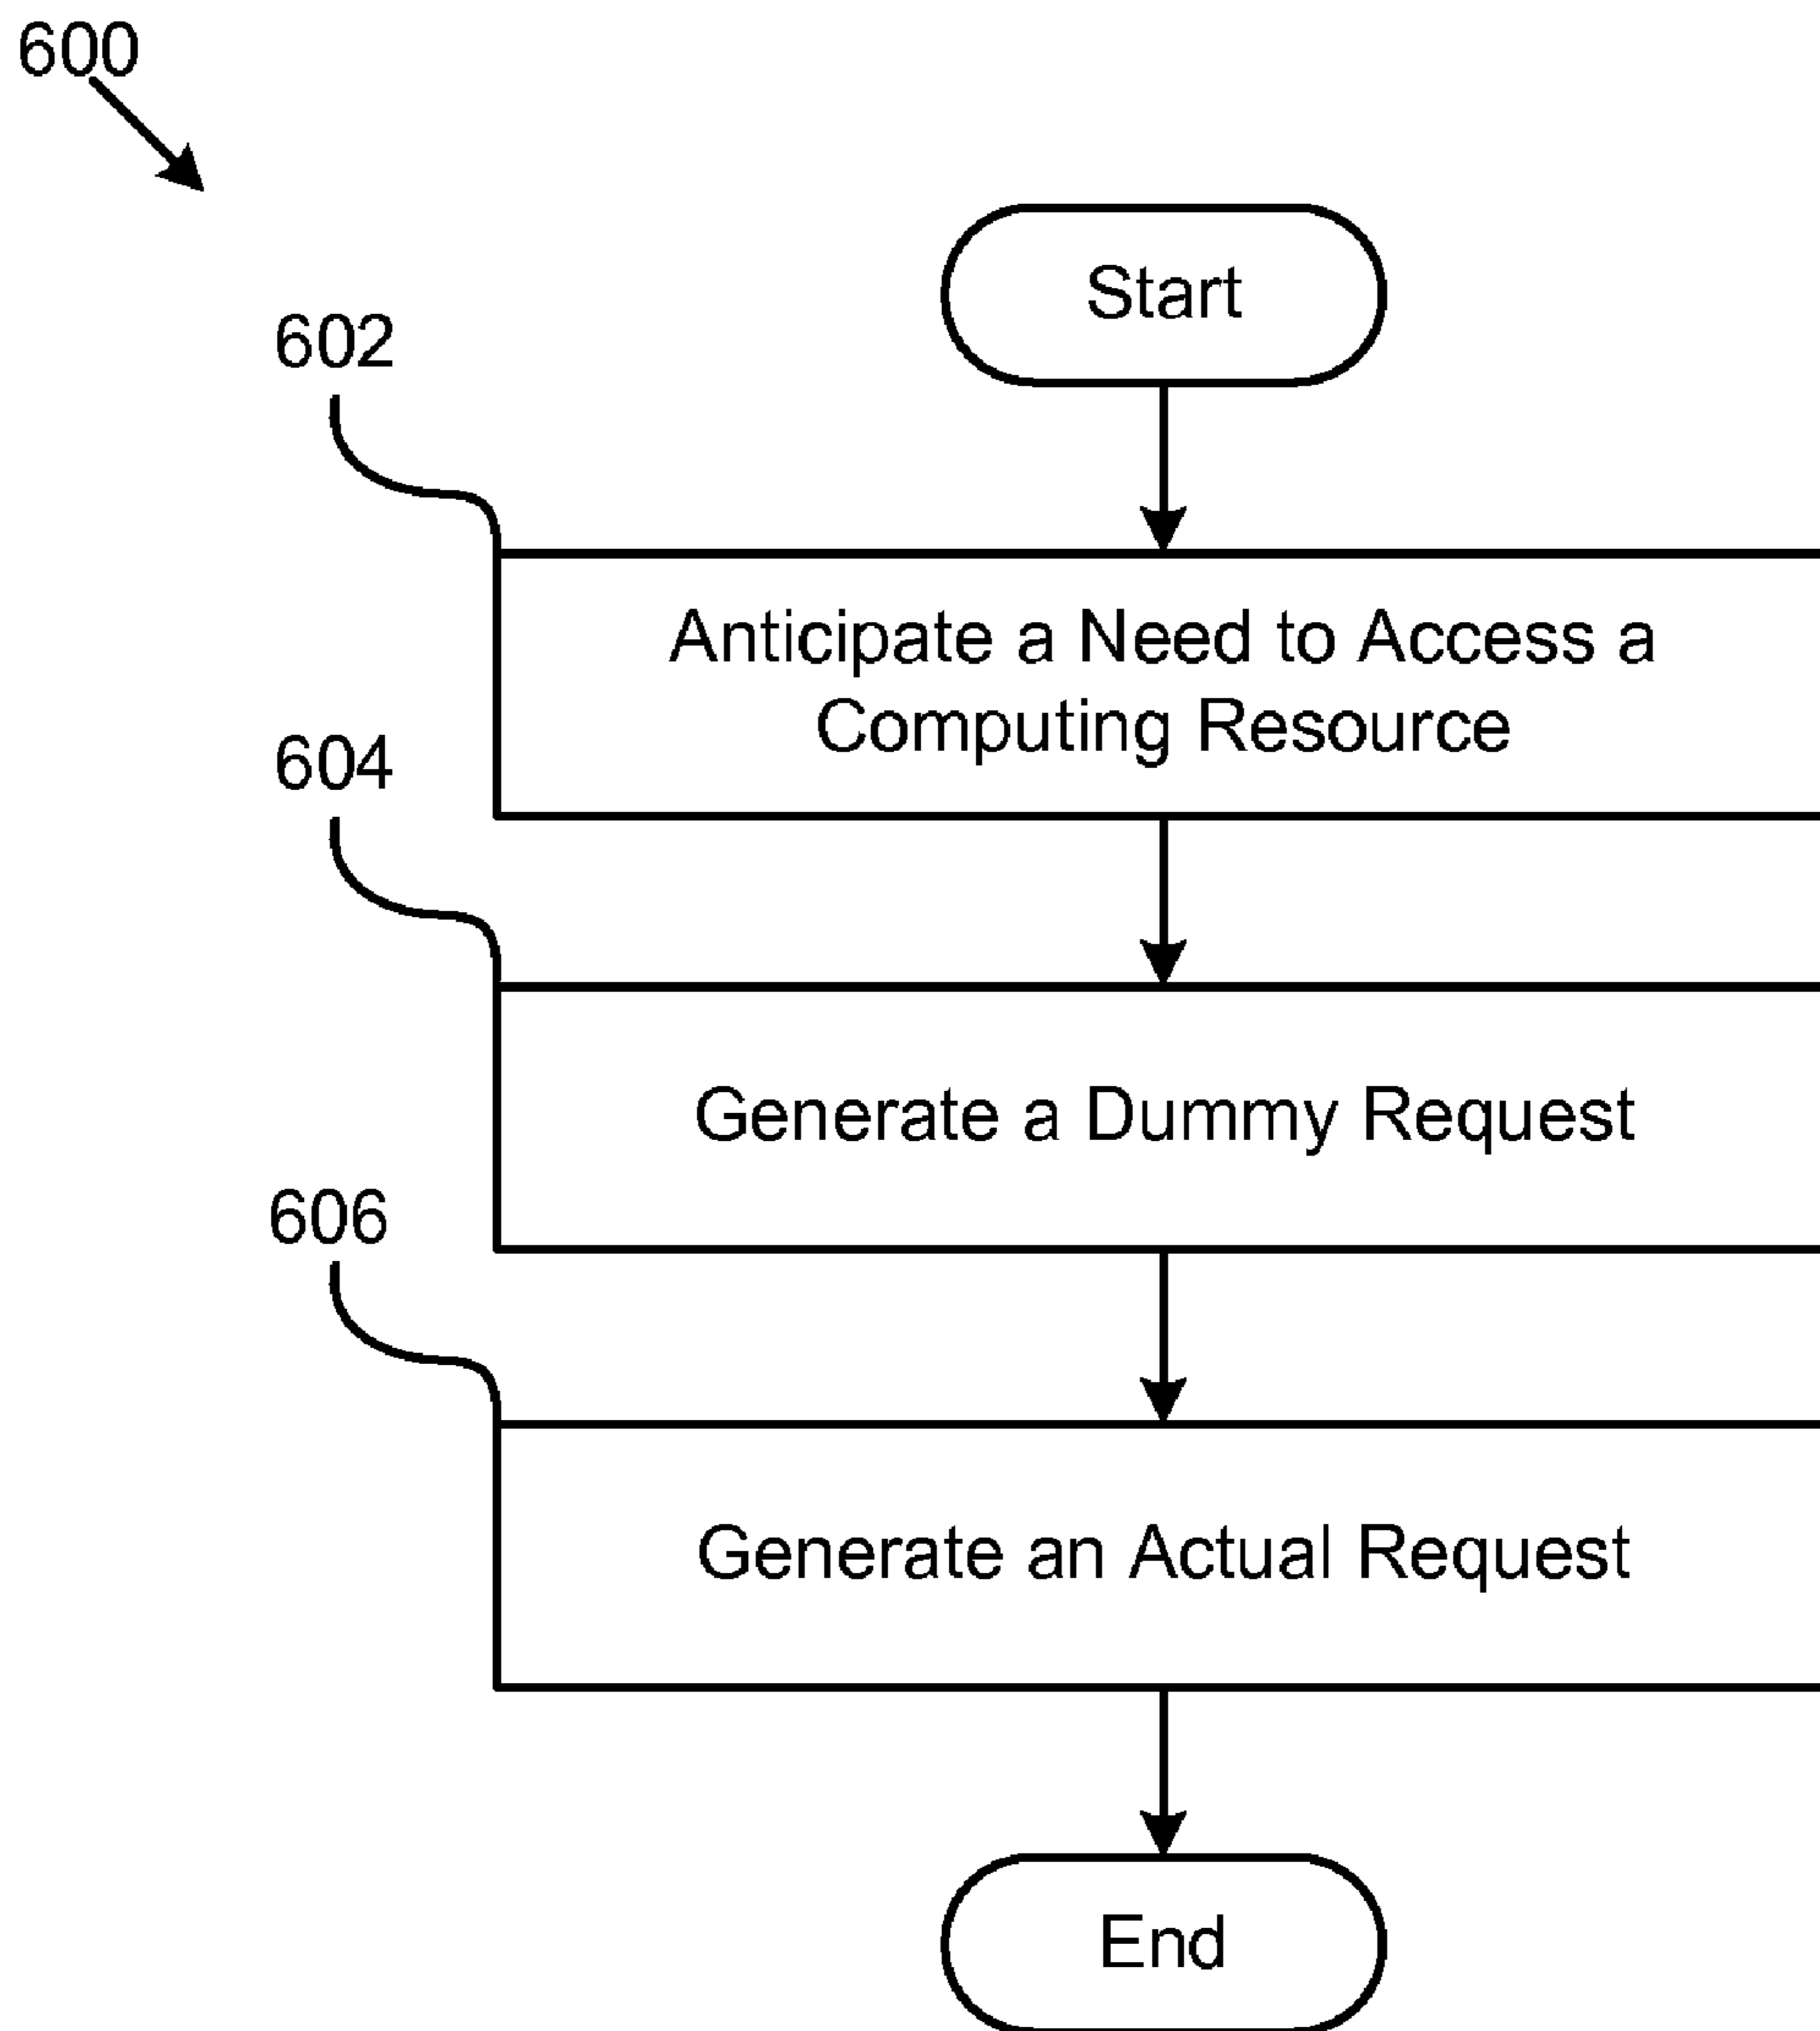 600
Start
602
Anticipate a Need to Access a
Computing Resource
604
Generate a Dummy Request
606
Generate an Actual Request
End